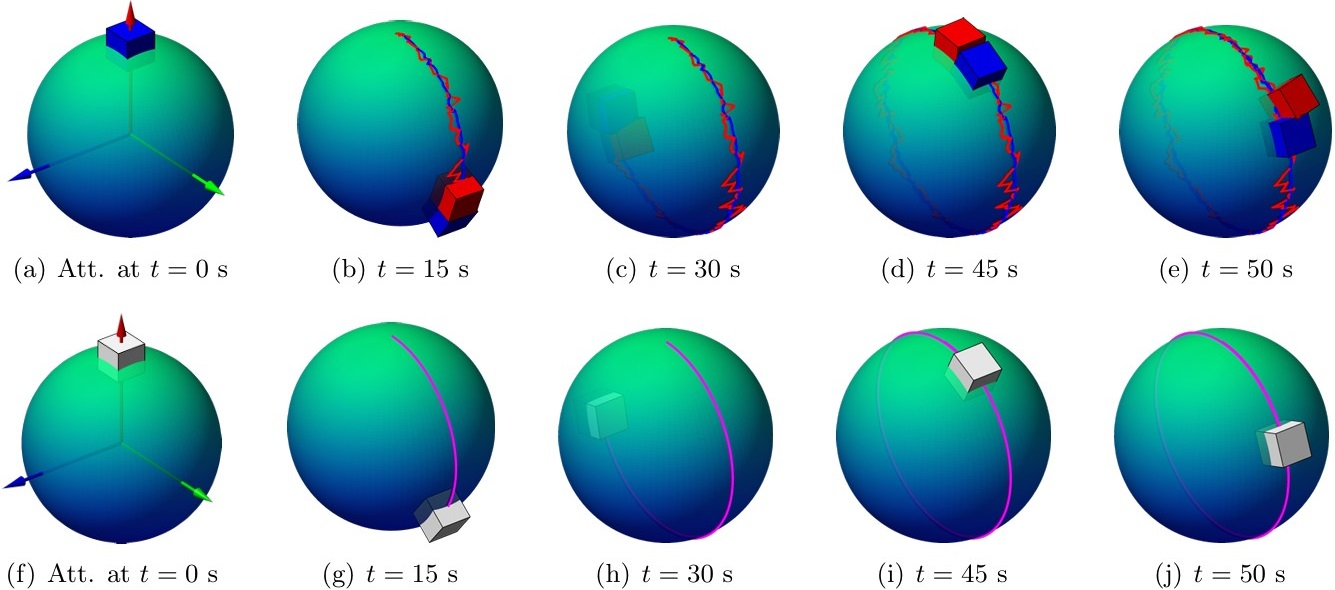 (a) Att. at t = 0 s
(b) t = 15 s
(c) t = 30 s
(d) t = 45 s
(e) t = 50 s
(f) Att. at t = 0 s
(g) t = 15 s
(h) t = 30 s
(i) t = 45 s
(j) t = 50 s